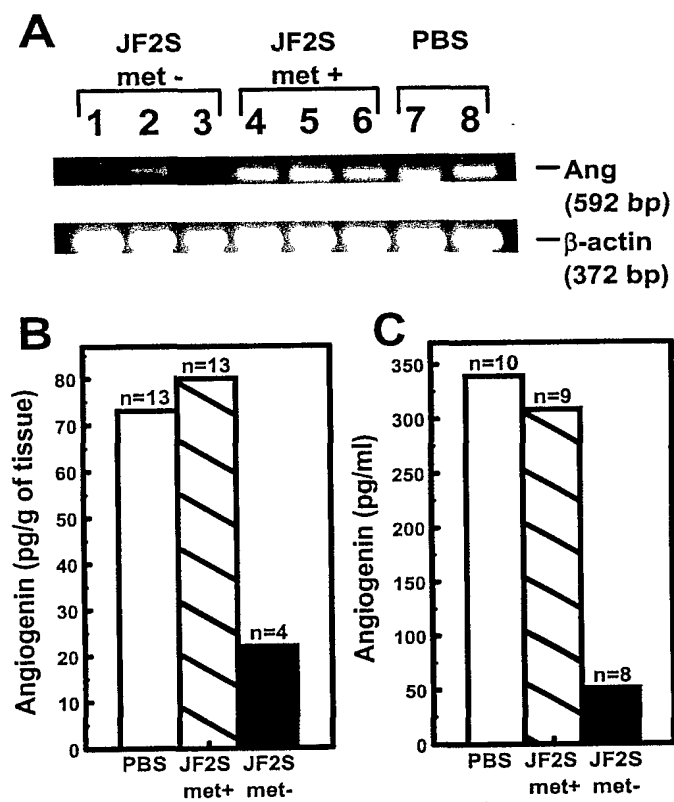 A
JF2S
met -
JF2S
met +
PBS
1 2 3 4 5 6 7 8
Ang
(592 bp)
β-actin
(372 bp)
B
Angiogenin (pg/g of tissue)
80
70
60
50
40
30
20
10
0
n=13
n=13
n=4
PBS JF2S JF2S
met+ met-
C
Angiogenin (pg/ml)
350
300
250
200
150
100
50
0
n=10
n=9
n=8
PBS JF2S JF2S
met+ met-